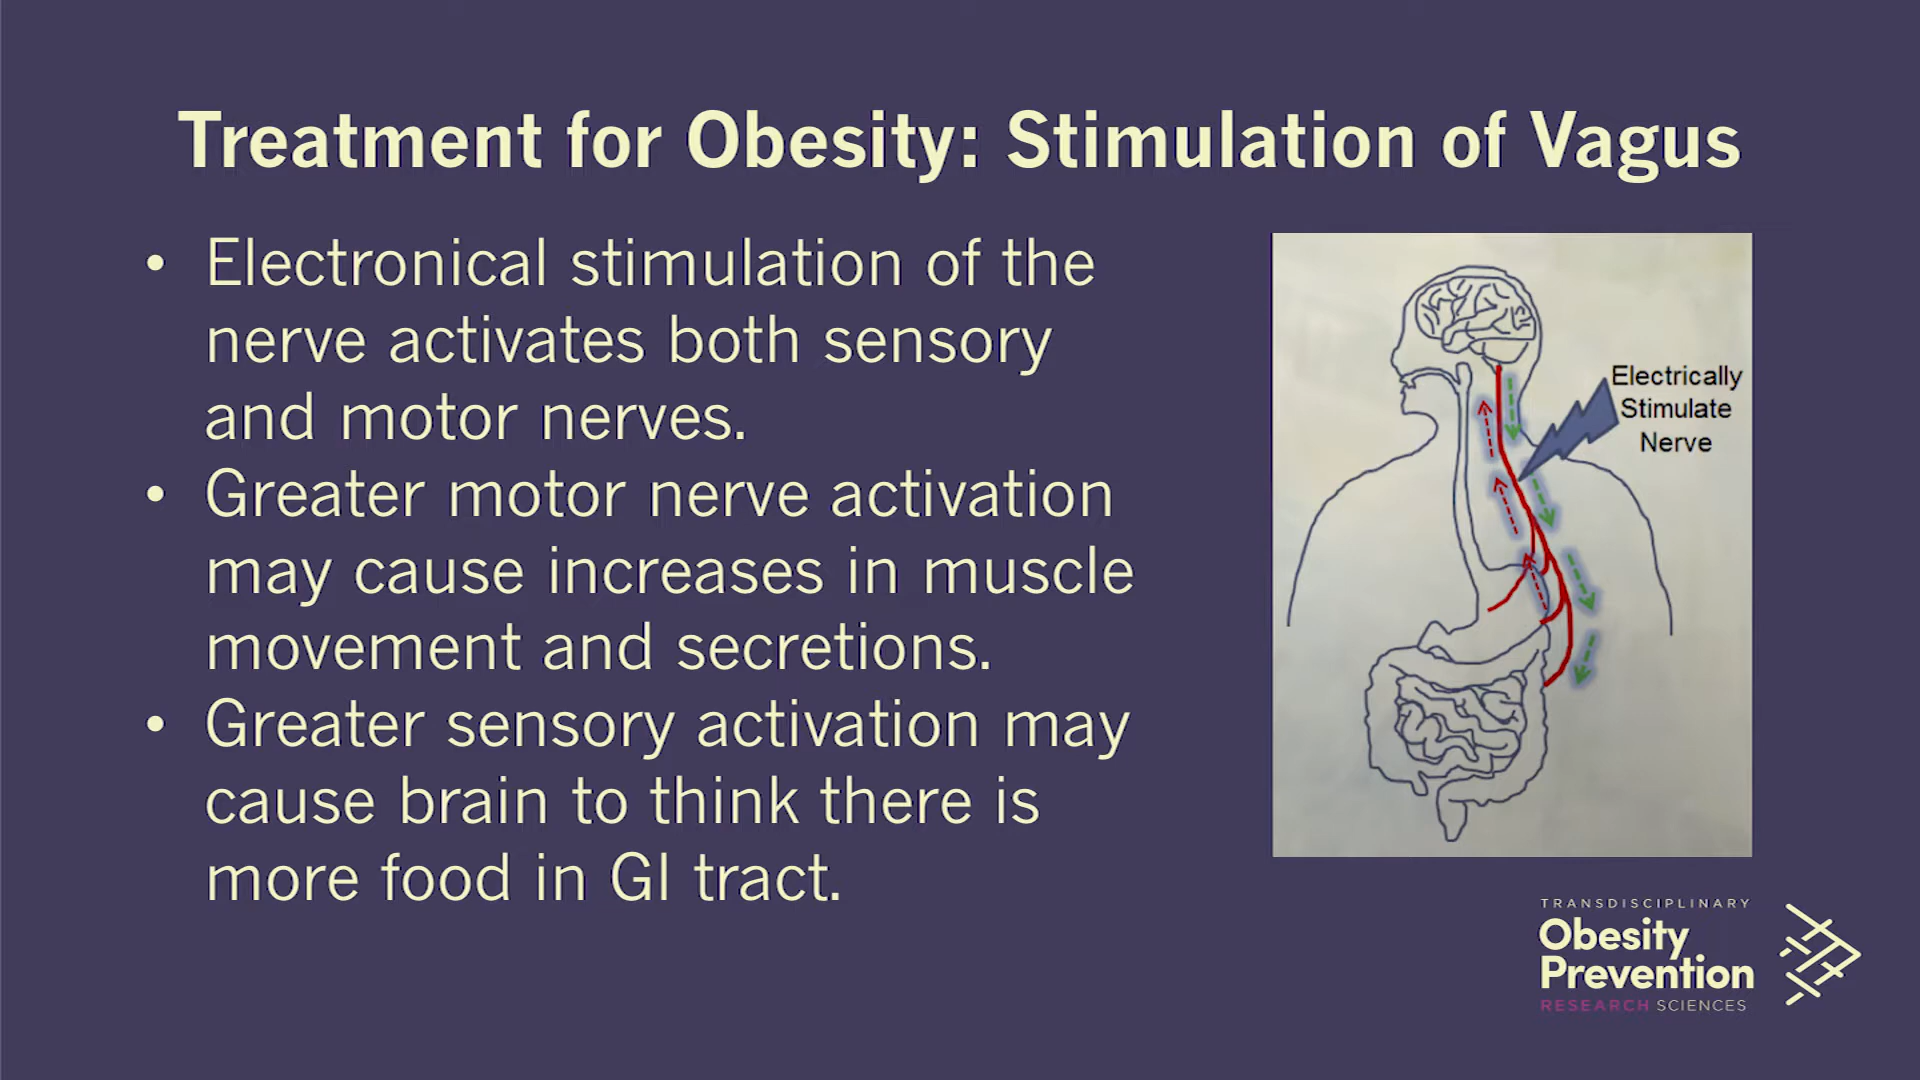 Treatment for Obesity: Stimulation of Vagus
• Electronical stimulation of the
nerve activates both sensory
and motor nerves.
• Greater motor nerve activation
may cause increases in muscle
movement and secretions.
• Greater sensory activation may
cause brain to think there is
more food in GI tract.
Electrically
Stimulate
Nerve
TRANSDISCIPLINARY
Obesity
Prevention
RESEARCH SCIENCES